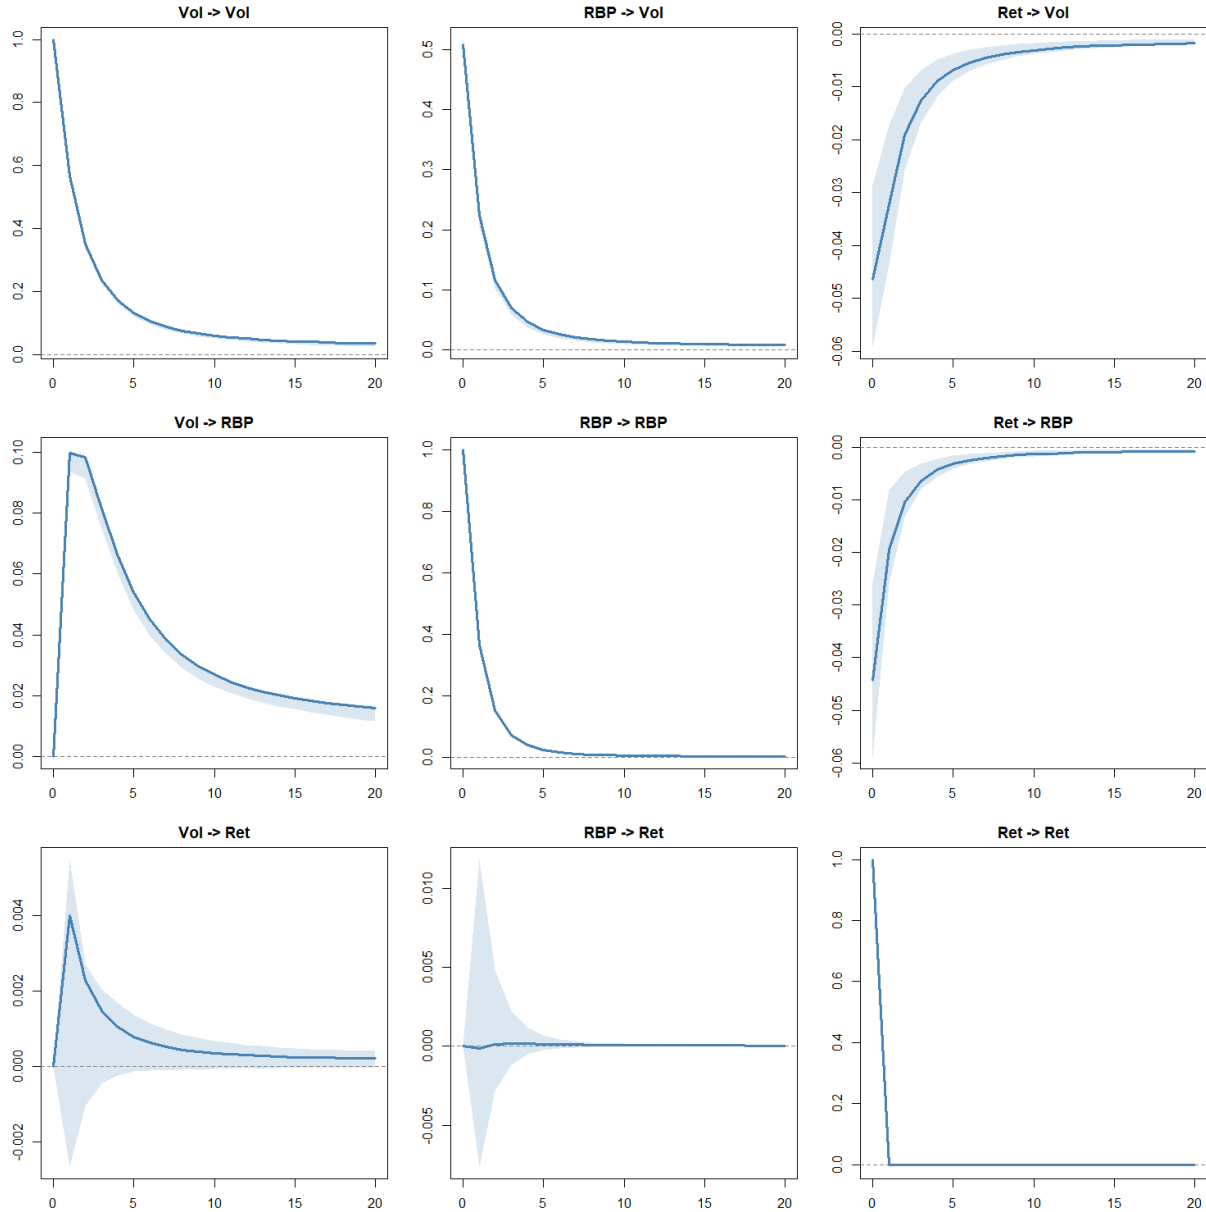 Vol -> Vol
1.0
0.8
0.6
0.4
0.2
0.0
0 5 10 15 20
RBP -> Vol
0.5
0.4
0.3
0.2
0.1
0.0
0 5 10 15 20
Ret -> Vol
0.00
-0.01
-0.02
-0.03
-0.04
-0.05
-0.06
0 5 10 15 20
Vol -> RBP
0.10
0.08
0.06
0.04
0.02
0.00
0 5 10 15 20
RBP -> RBP
1.0
0.8
0.6
0.4
0.2
0.0
0 5 10 15 20
Ret -> RBP
0.00
-0.01
-0.02
-0.03
-0.04
-0.05
-0.06
0 5 10 15 20
Vol -> Ret
0.004
0.002
0.000
-0.002
0 5 10 15 20
RBP -> Ret
0.010
0.005
0.000
-0.005
0 5 10 15 20
Ret -> Ret
1.0
0.8
0.6
0.4
0.2
0.0
0 5 10 15 20